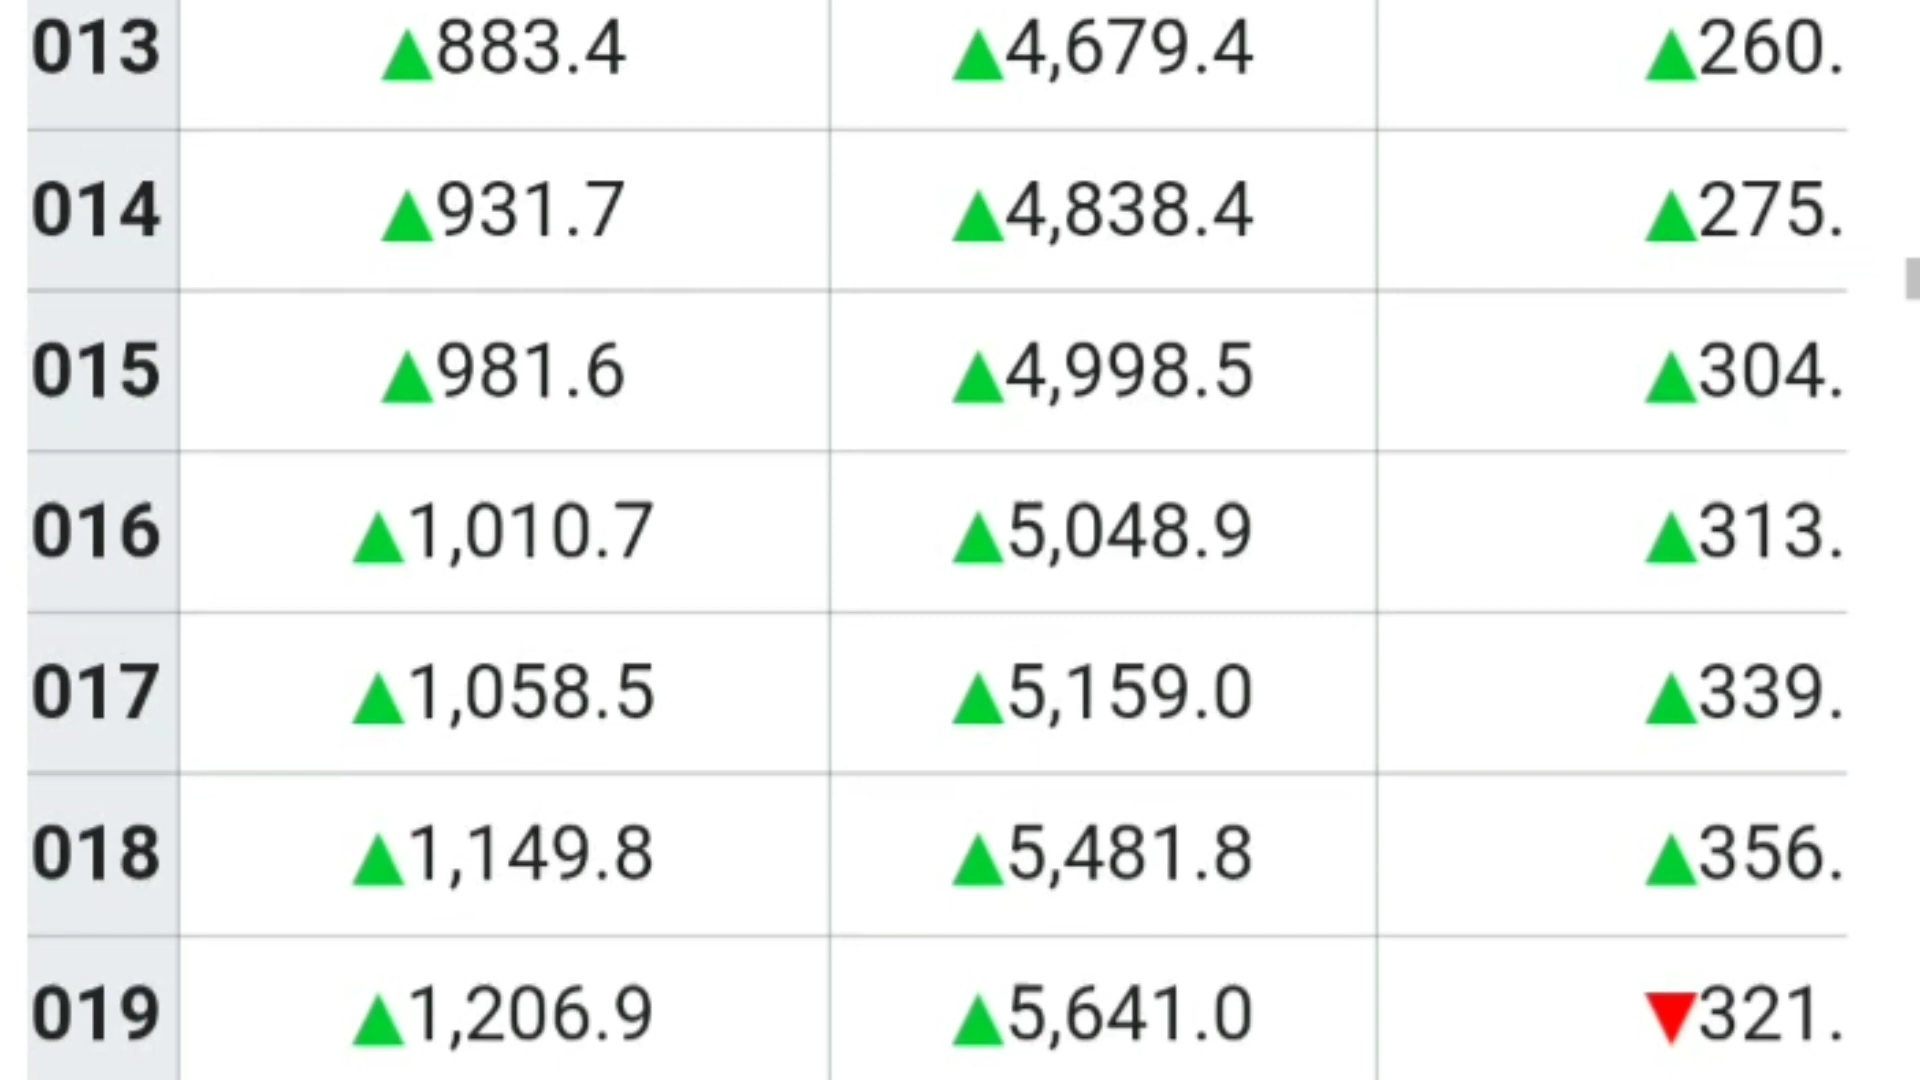 013 ▲883.4 ▲4,679.4 ▲260.
014 ▲931.7 ▲4,838.4 ▲275.
015 ▲981.6 ▲4,998.5 ▲304.
016 ▲1,010.7 ▲5,048.9 ▲313.
017 ▲1,058.5 ▲5,159.0 ▲339.
018 ▲1,149.8 ▲5,481.8 ▲356.
019 ▲1,206.9 ▲5,641.0 ▼321.